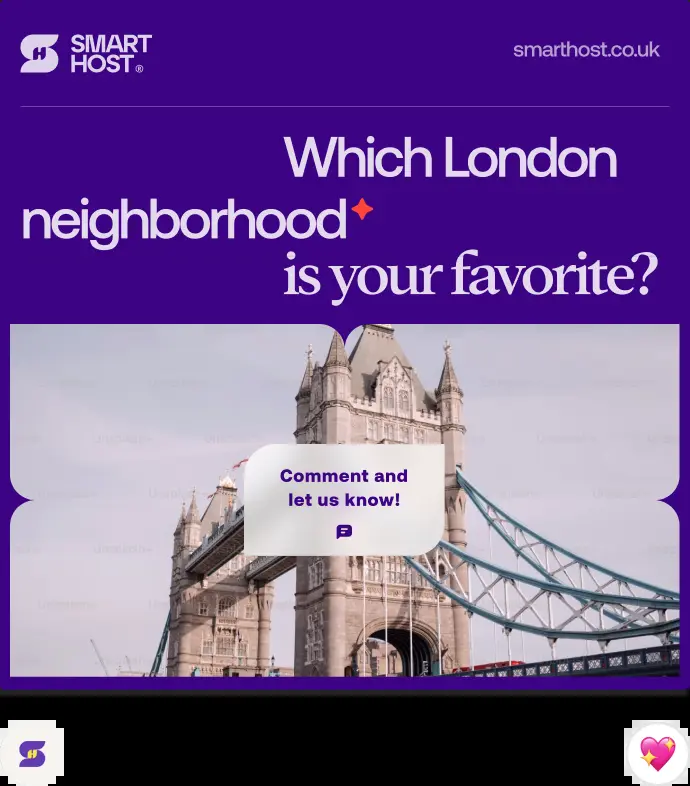 SMART
HOST®
smarthost.co.uk
Which London
neighborhood
is your favorite?
Comment and
let us know!